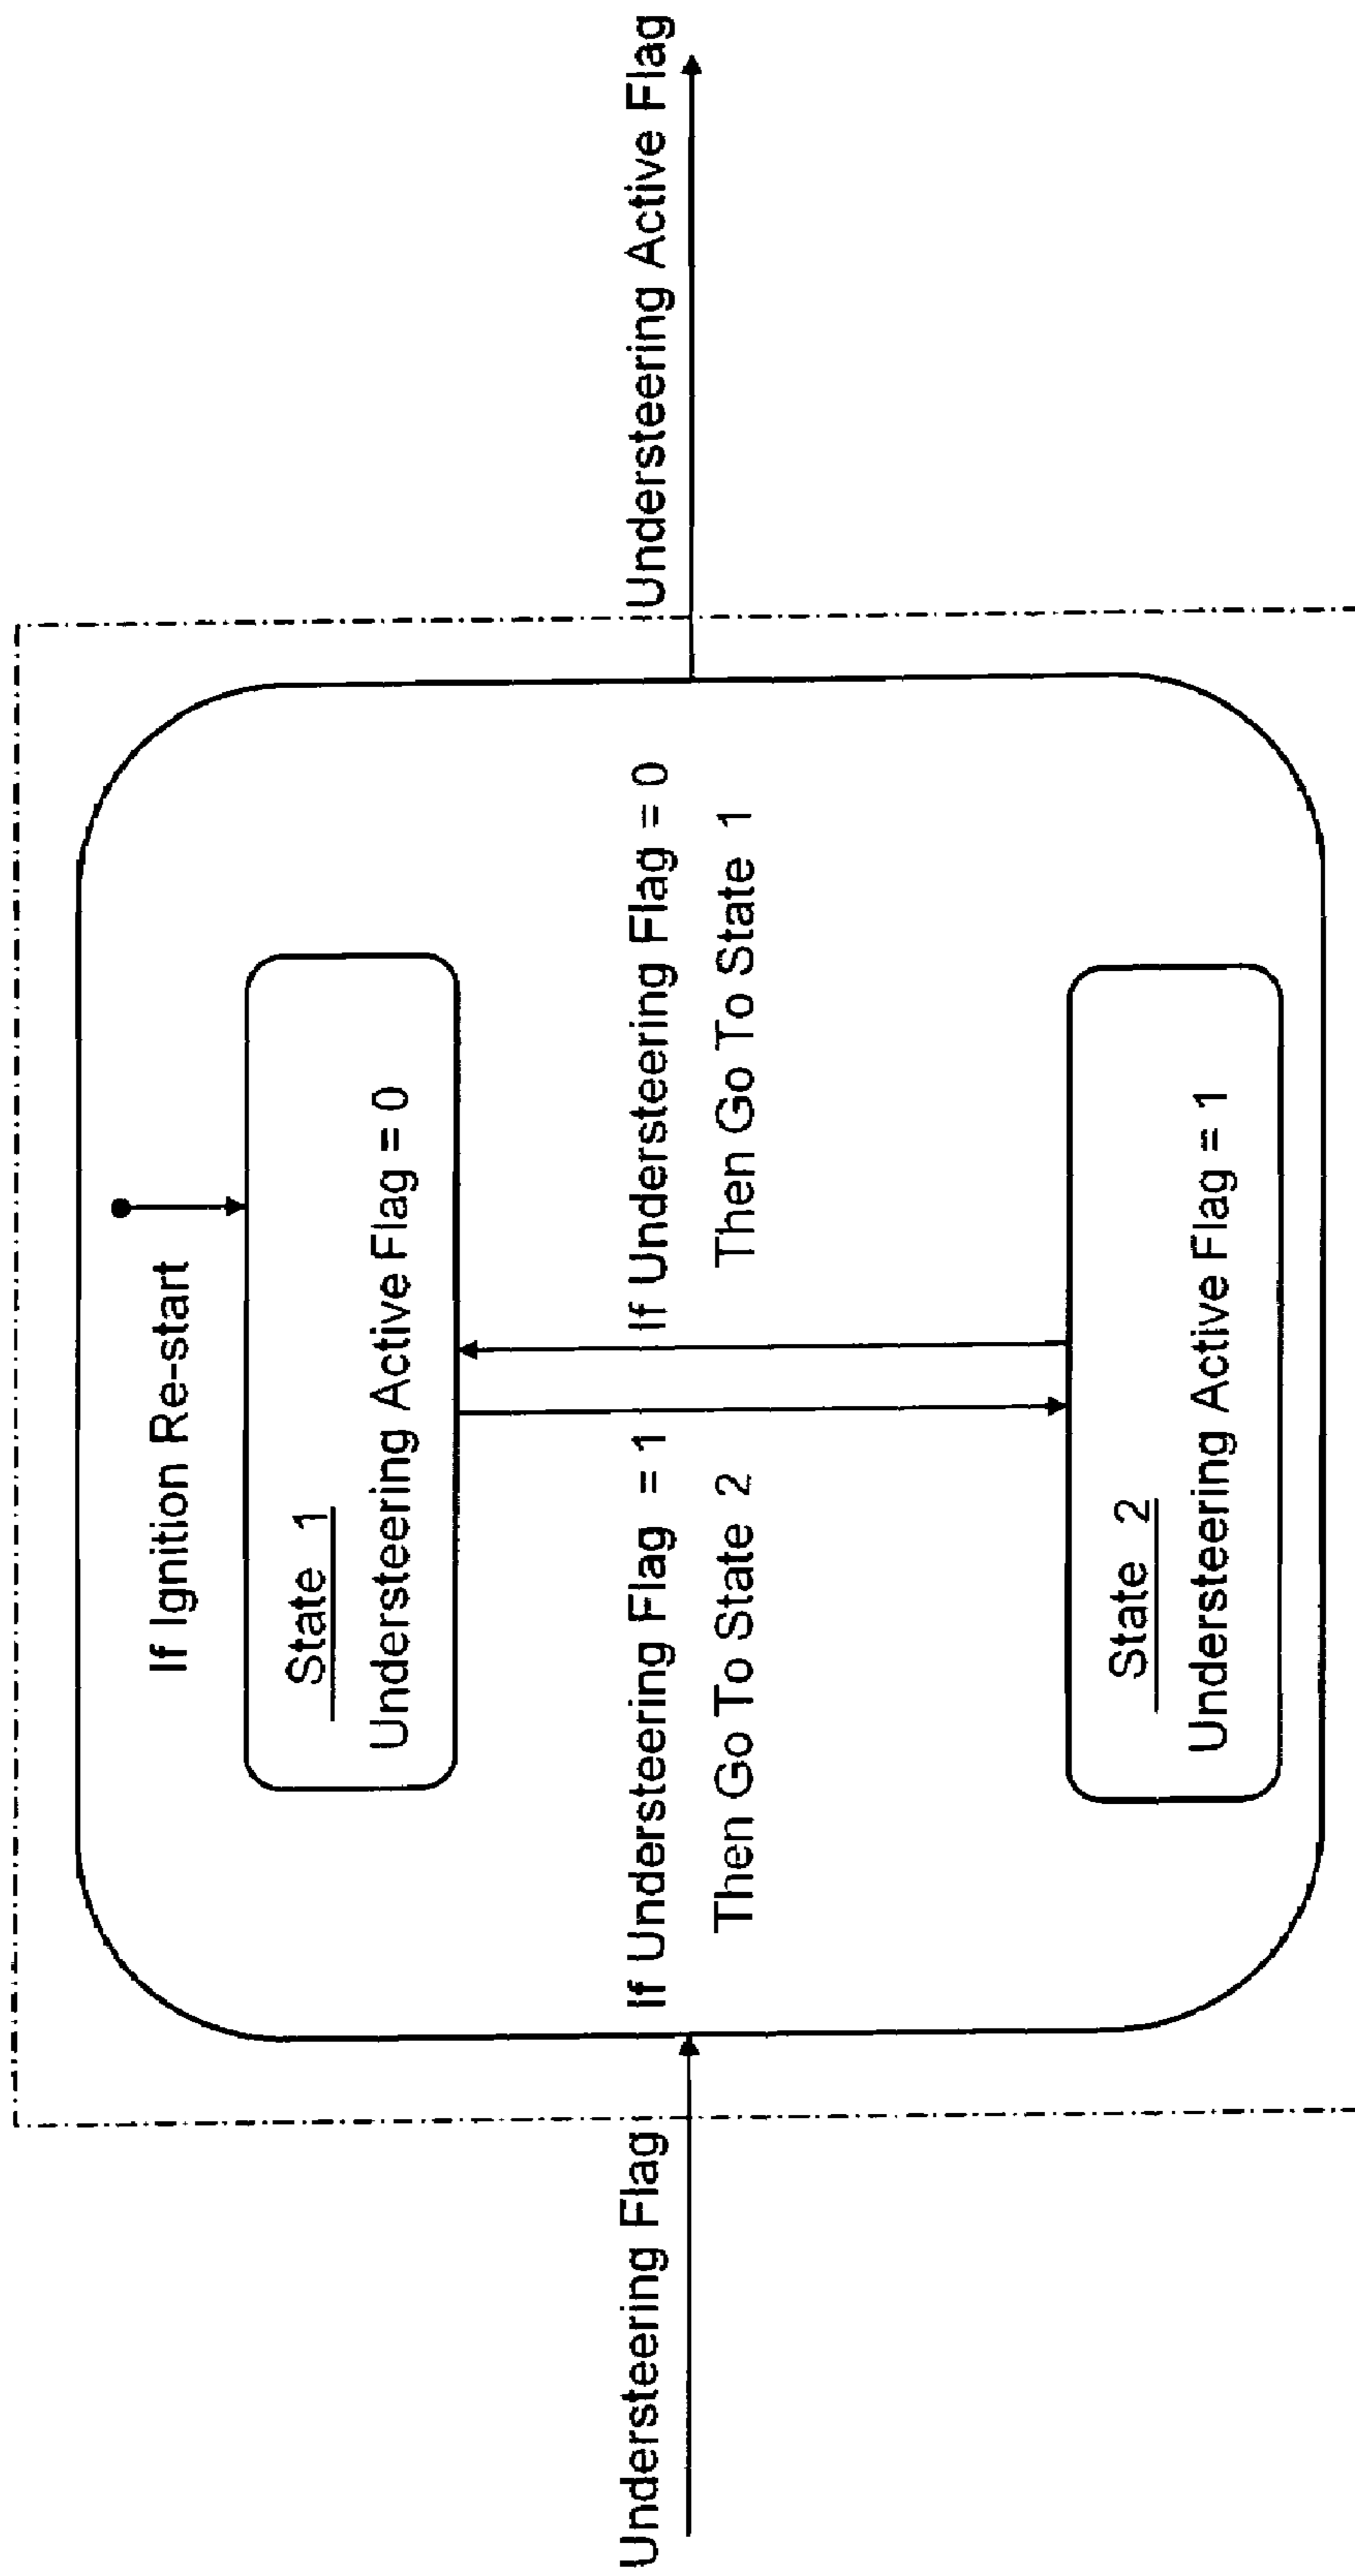 If Ignition Re-start
State 1
Understeering Active Flag = 0
Understeering Flag
If Understeering Flag = 1
Then Go To State 2
If Understeering Flag = 0
Then Go To State 1
Understeering Active Flag
State 2
Understeering Active Flag = 1